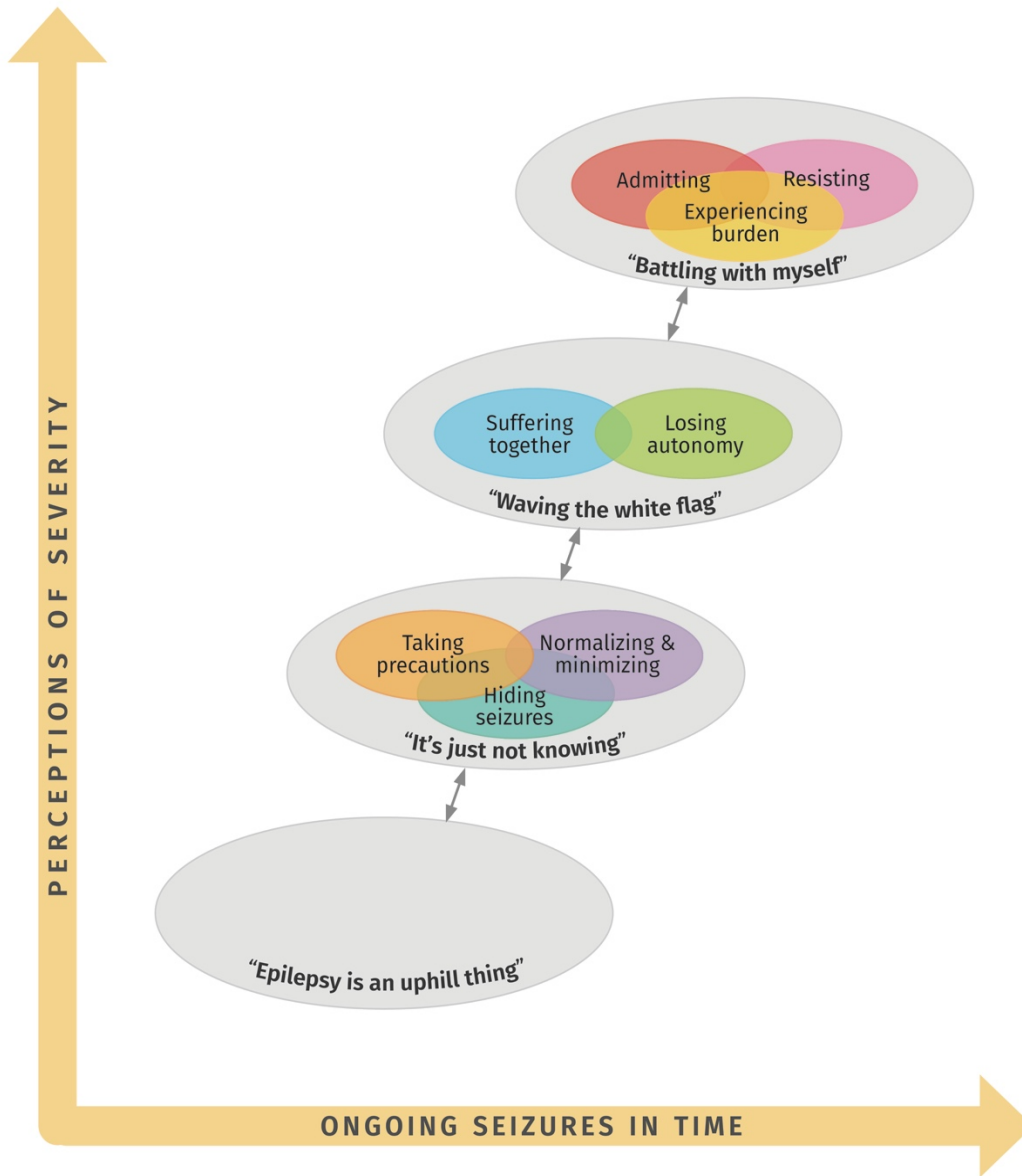 PERCEPTIONS OF SEVERITY
Admitting
Resisting
Experiencing
burden
“Battling with myself”
Suffering
together
Losing
autonomy
“Waving the white flag”
Taking
precautions
Normalizing &
minimizing
Hiding
seizures
“It’s just not knowing”
“Epilepsy is an uphill thing”
ONGOING SEIZURES IN TIME